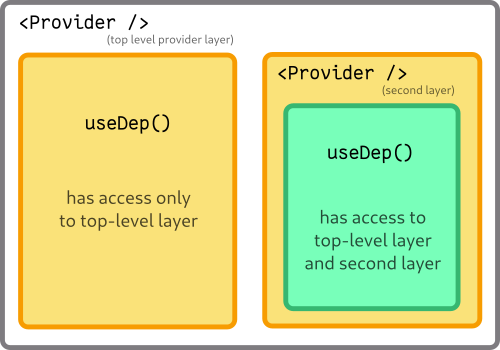 <Provider />
(top level provider layer)
useDep()
has access only
to top-level layer
<Provider />
(second layer)
useDep()
has access to
top-level layer
and second layer